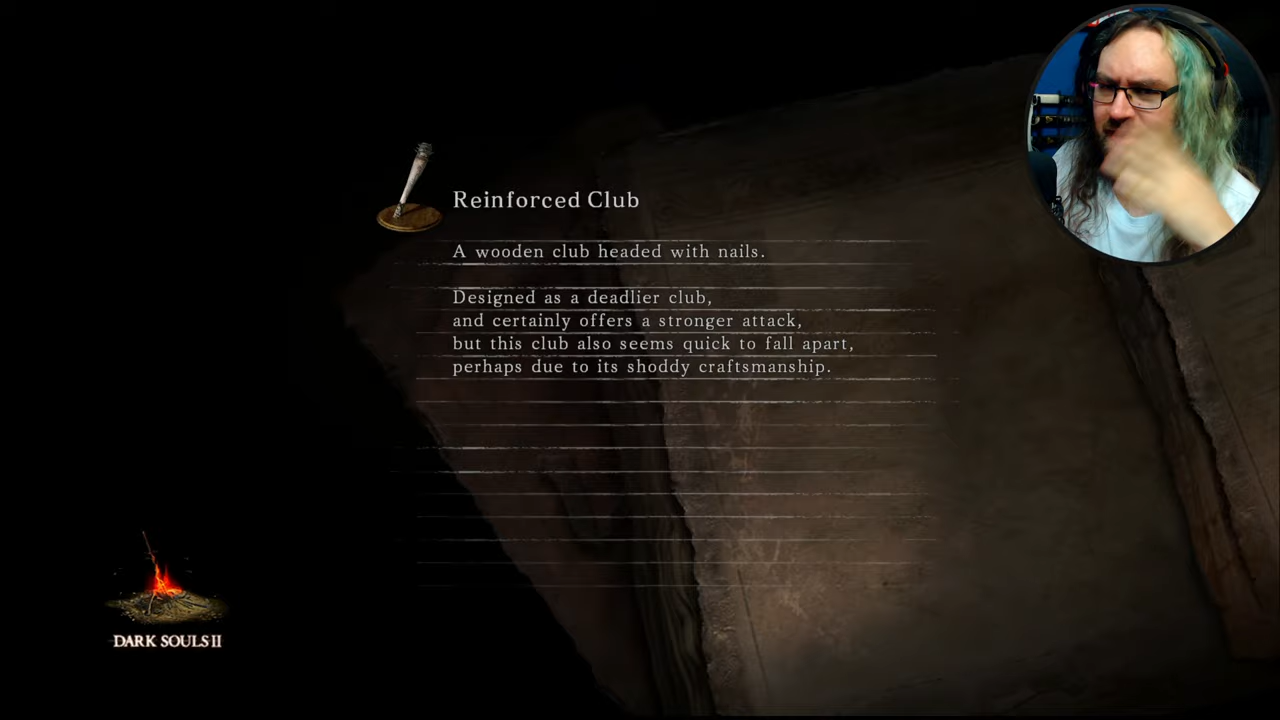 Reinforced Club
A wooden club headed with nails.
Designed as a deadlier club,
and certainly offers a stronger attack,
but this club also seems quick to fall apart,
perhaps due to its shoddy craftsmanship.
DARK SOULS II